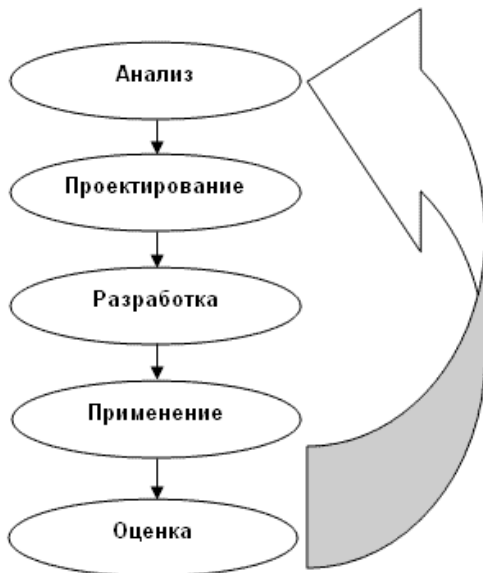 Анализ
Проектирование
Разработка
Применение
Оценка